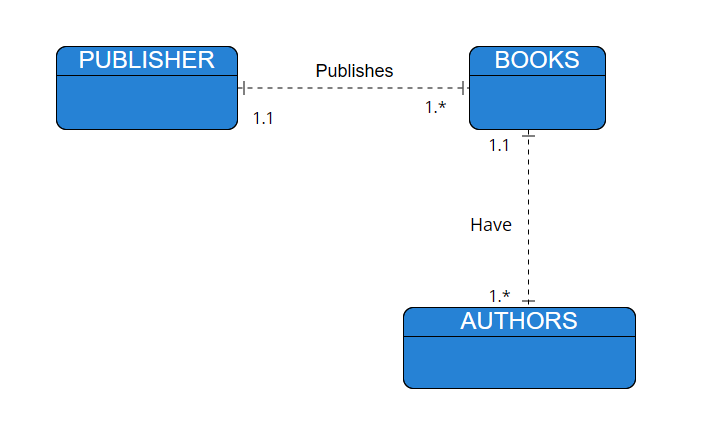 PUBLISHER
Publishes
BOOKS
1.1
1.*
1.1
Have
1.*
AUTHORS